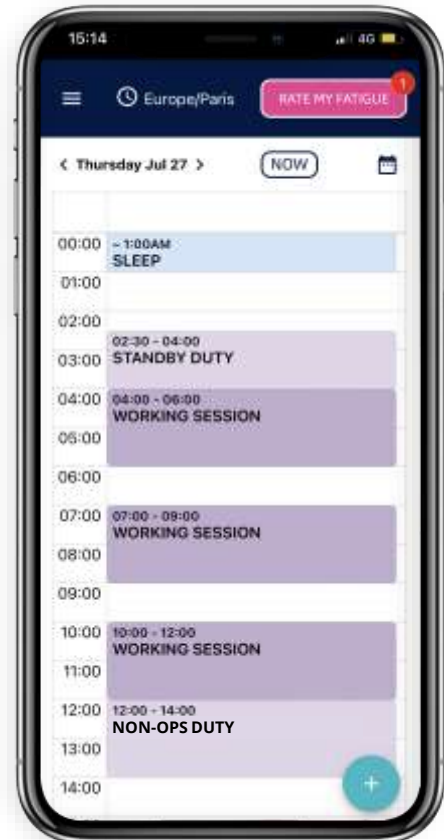 15:14
4G
Europe/Paris
RATE MY FATIGUE
1
< Thursday Jul 27 >
NOW
00:00
~ 1:00AM
SLEEP
01:00
02:00
02:30 - 04:00
03:00 STANDBY DUTY
04:00 04:00 - 06:00
WORKING SESSION
05:00
06:00
07:00 07:00 - 09:00
WORKING SESSION
08:00
09:00
10:00 10:00 - 12:00
WORKING SESSION
11:00
12:00 12:00 - 14:00
NON-OPS DUTY
13:00
14:00
+